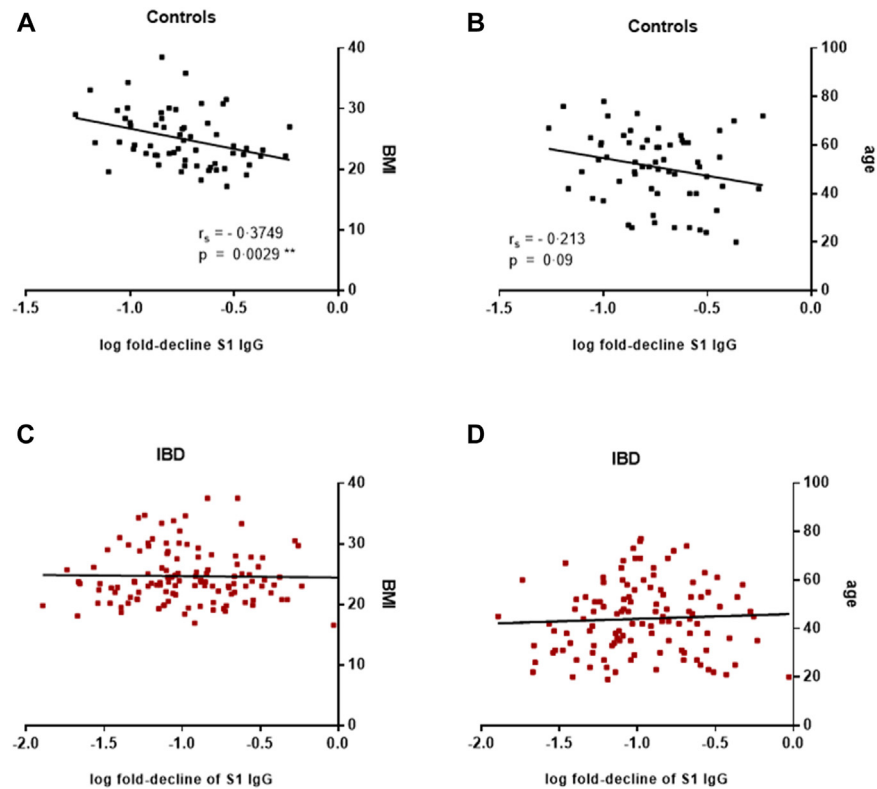 A
Controls
40
30
20
10
0
BMI
r_s = - 0·3749
p = 0·0029 **
-1.5 -1.0 -0.5 0.0
log fold-decline S1 IgG
B
Controls
100
80
60
40
20
0
age
r_s = - 0·213
p = 0·09
-1.5 -1.0 -0.5 0.0
log fold-decline S1 IgG
C
IBD
40
30
20
10
0
BMI
-2.0 -1.5 -1.0 -0.5 0.0
log fold-decline of S1 IgG
D
IBD
100
80
60
40
20
0
age
-2.0 -1.5 -1.0 -0.5 0.0
log fold-decline of S1 IgG